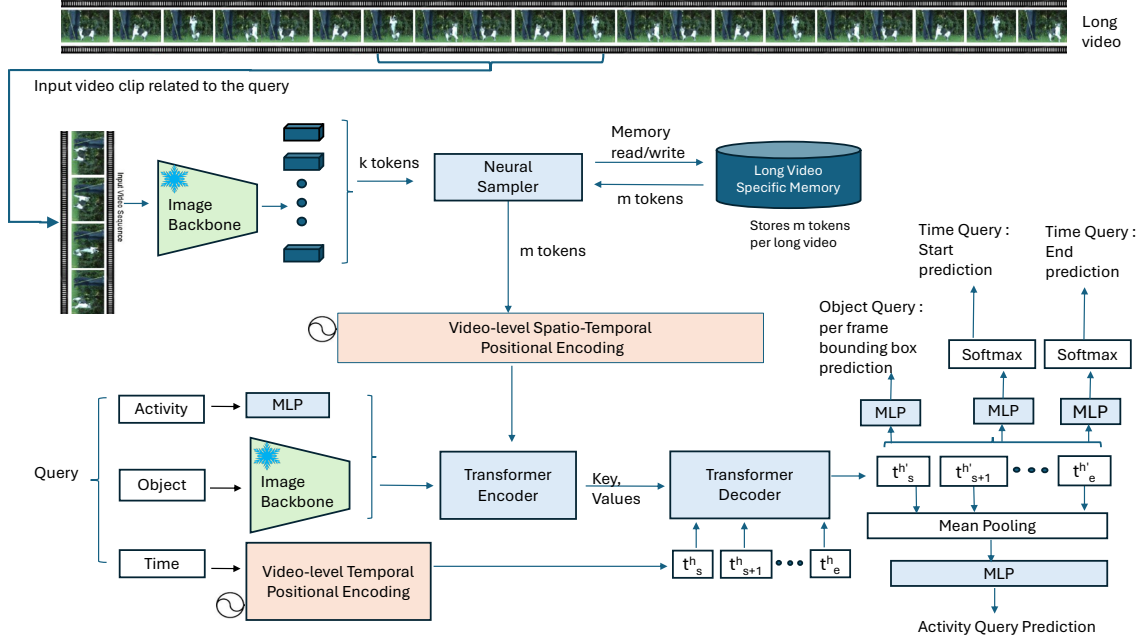 Long
video
Input video clip related to the query
Input Video Sequence
Image
Backbone
k tokens
Neural
Sampler
Memory
read/write
m tokens
Long Video
Specific Memory
Stores m tokens
per long video
m tokens
Video-level Spatio-Temporal
Positional Encoding
Time Query :
Start
prediction
Time Query :
End
prediction
Object Query :
per frame
bounding box
prediction
Softmax
Softmax
MLP
MLP
MLP
Query
Activity
MLP
Object
Image
Backbone
Time
Video-level Temporal
Positional Encoding
Transformer
Encoder
Key,
Values
Transformer
Decoder
t^h_s
t^h_{s+1}
t^h_e
t^{h'}_s
t^{h'}_{s+1}
t^{h'}_e
Mean Pooling
MLP
Activity Query Prediction